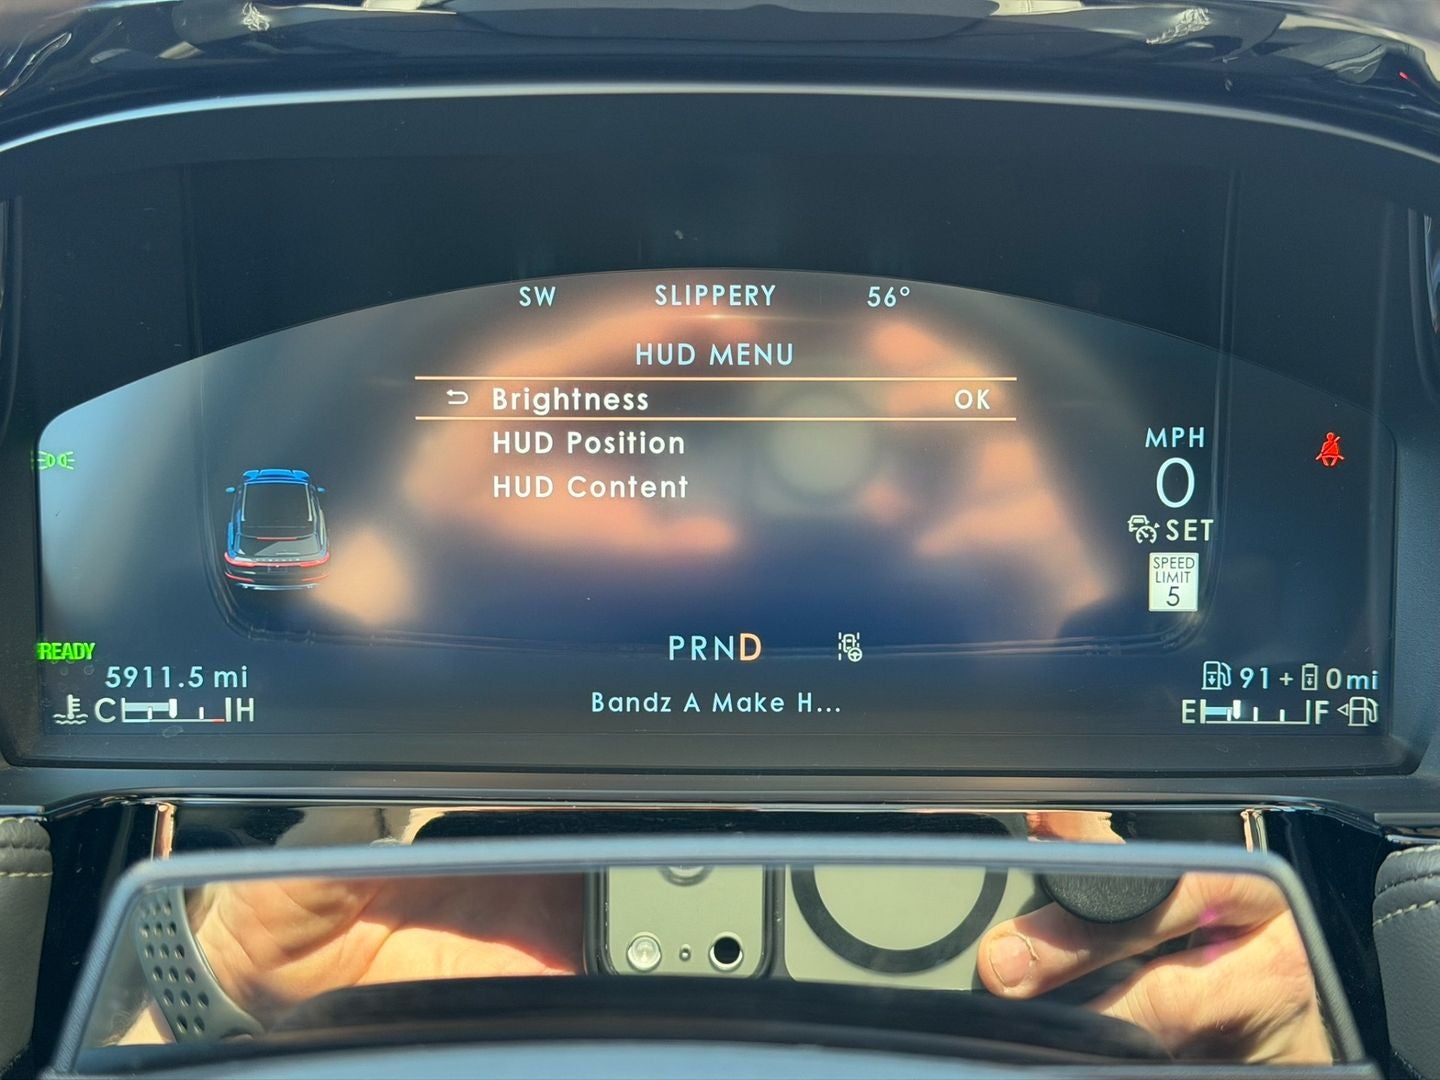 SW SLIPPERY 56°
HUD MENU
Brightness OK
HUD Position
HUD Content
MPH
0
SET
SPEED
LIMIT
5
READY
PRND
5911.5 mi
91 + 0mi
C H
Bandz A Make H...
E F